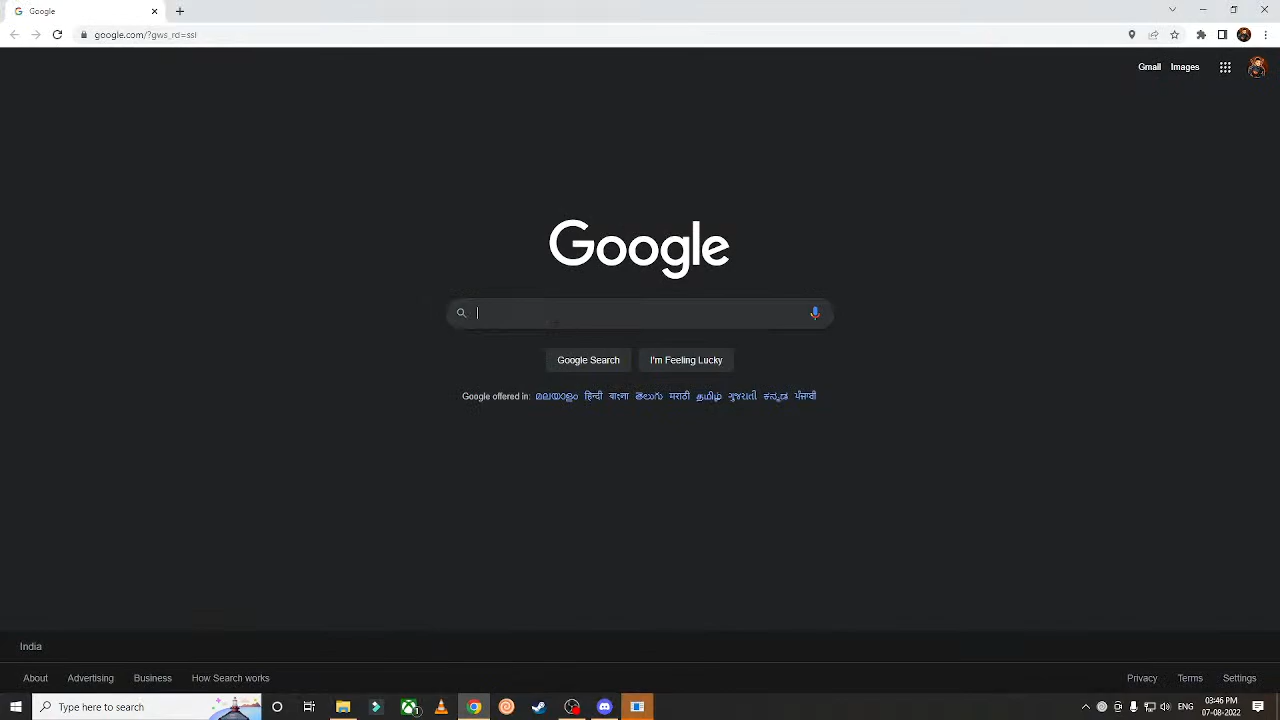 Google
google.com/?gws_rd=ssl
Gmail Images
Google
Google Search I'm Feeling Lucky
Google offered in: മലയാളം हिन्दी বাংলা తెలుగు मराठी தமிழ் ગુજરાતી ಕನ್ನಡ ਪੰਜਾਬੀ
India
About Advertising Business How Search works Privacy Terms Settings
Type here to search
ENG
03:46 PM
07-08-2022